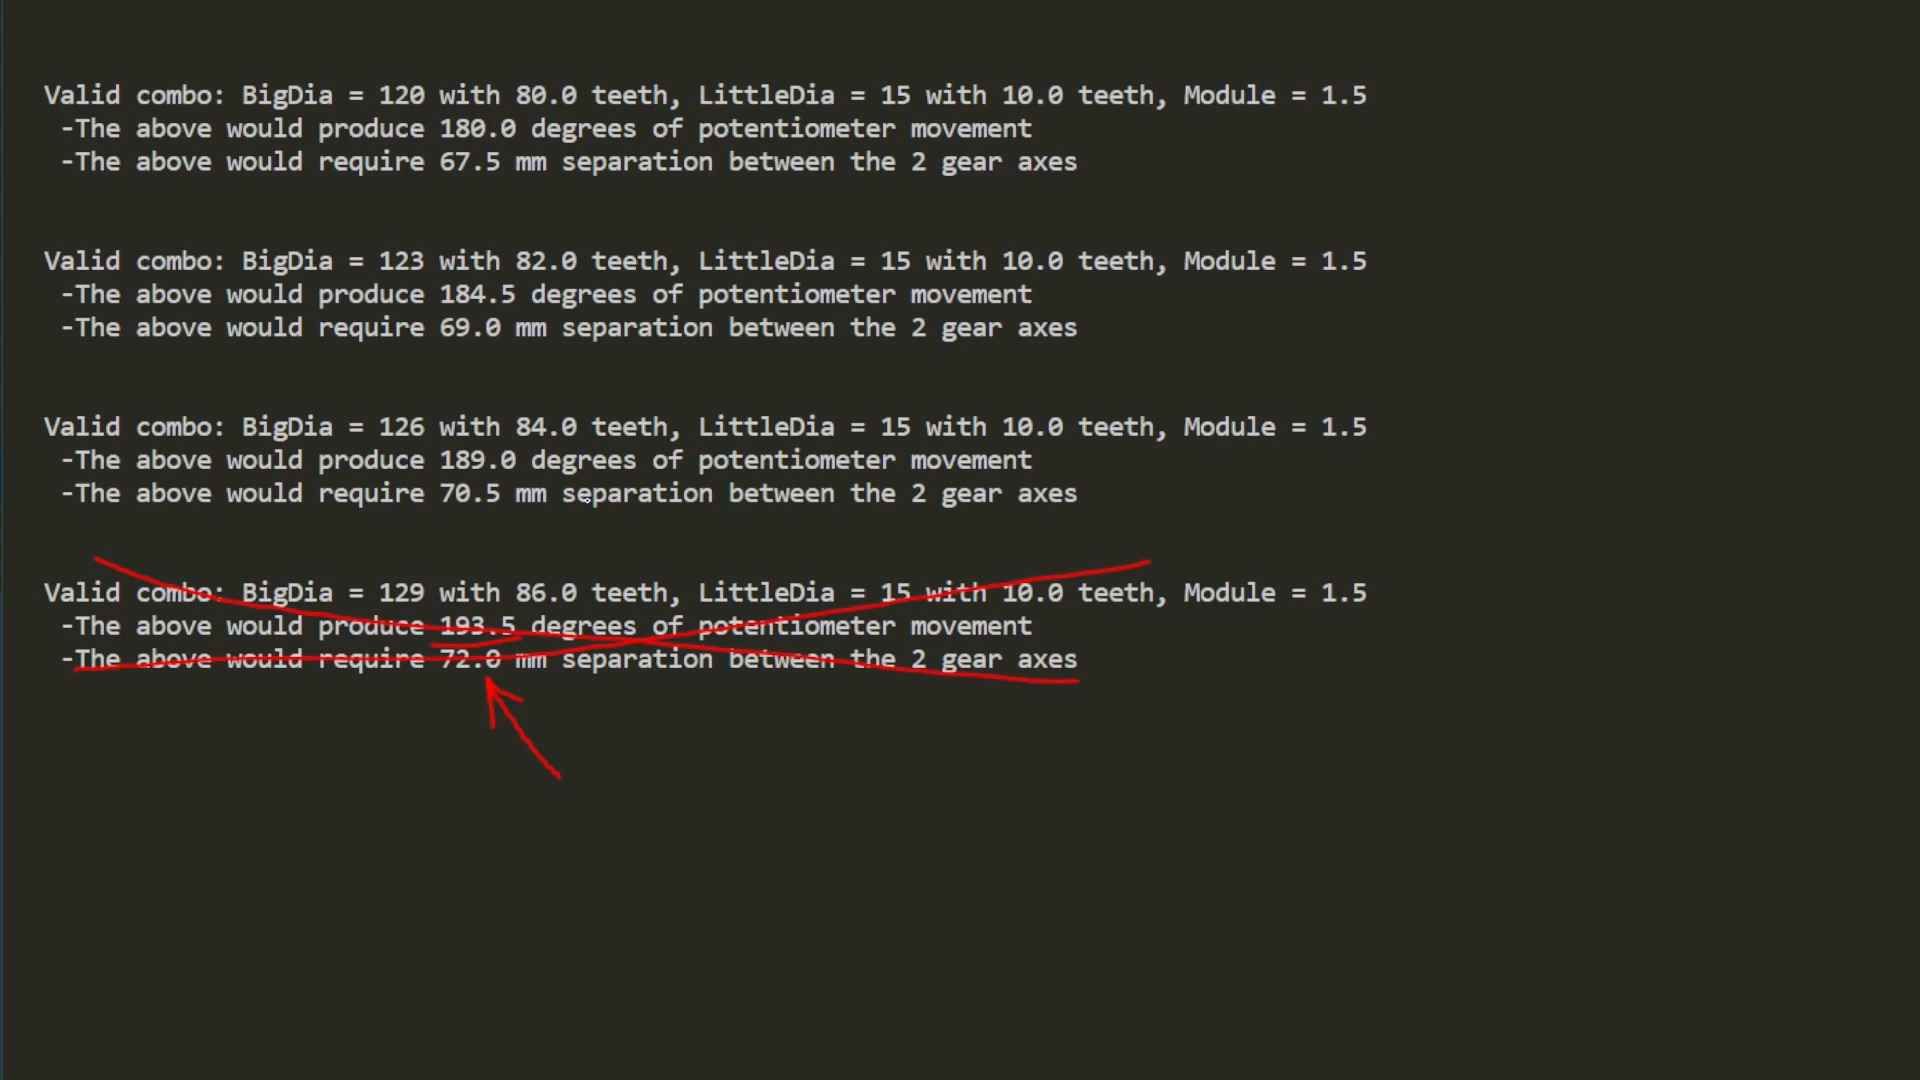 Valid combo: BigDia = 120 with 80.0 teeth, LittleDia = 15 with 10.0 teeth, Module = 1.5
-The above would produce 180.0 degrees of potentiometer movement
-The above would require 67.5 mm separation between the 2 gear axes
Valid combo: BigDia = 123 with 82.0 teeth, LittleDia = 15 with 10.0 teeth, Module = 1.5
-The above would produce 184.5 degrees of potentiometer movement
-The above would require 69.0 mm separation between the 2 gear axes
Valid combo: BigDia = 126 with 84.0 teeth, LittleDia = 15 with 10.0 teeth, Module = 1.5
-The above would produce 189.0 degrees of potentiometer movement
-The above would require 70.5 mm separation between the 2 gear axes
Valid combo: BigDia = 129 with 86.0 teeth, LittleDia = 15 with 10.0 teeth, Module = 1.5
-The above would produce 193.5 degrees of potentiometer movement
-The above would require 72.0 mm separation between the 2 gear axes